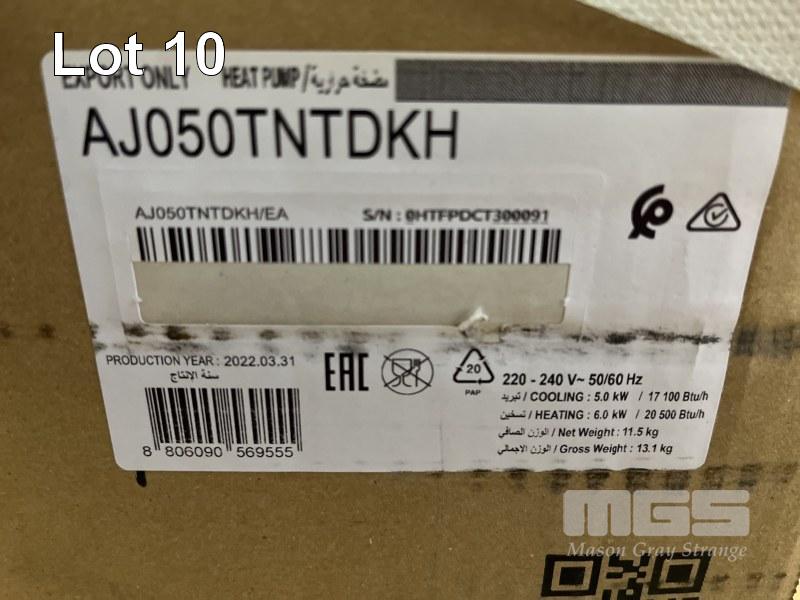 Lot 10
EXPORT ONLY HEAT PUMP/مضخة حرارية
AJ050TNTDKH
AJ050TNTDKH/EA S/N : 0HTFPDCT300091
PRODUCTION YEAR : 2022.03.31
سنة الانتاج
8 806090 569555
EAC
20
PAP
220 - 240 V~ 50/60 Hz
تبريد / COOLING : 5.0 kW / 17 100 Btu/h
تسخين / HEATING : 6.0 kW / 20 500 Btu/h
الوزن الصافي / Net Weight : 11.5 kg
الوزن الاجمالي / Gross Weight : 13.1 kg
MGS
Mason Gray Strange